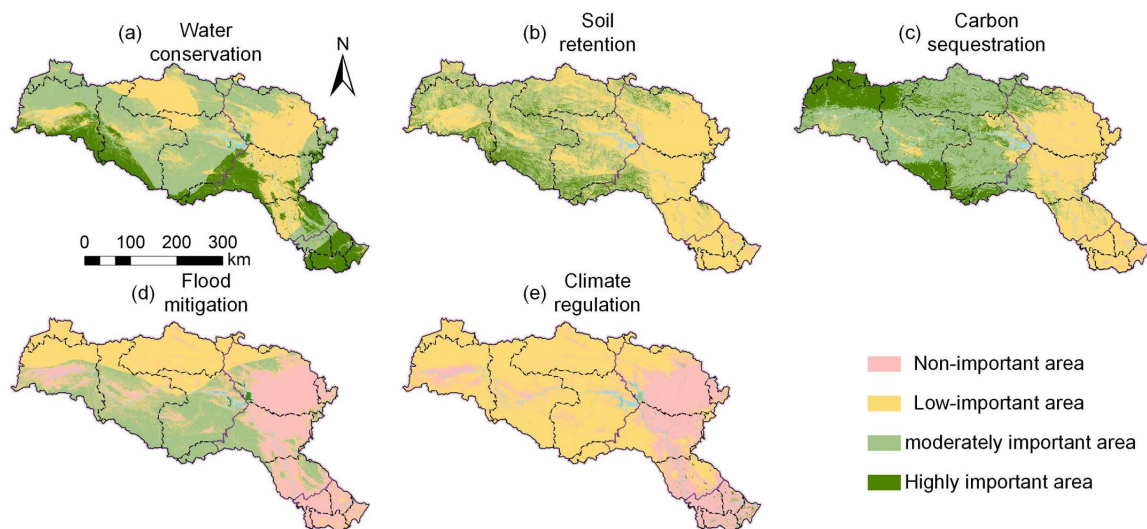 (a) Water
conservation
N
(b) Soil
retention
(c) Carbon
sequestration
0 100 200 300
km
(d) Flood
mitigation
(e) Climate
regulation
Non-important area
Low-important area
moderately important area
Highly important area